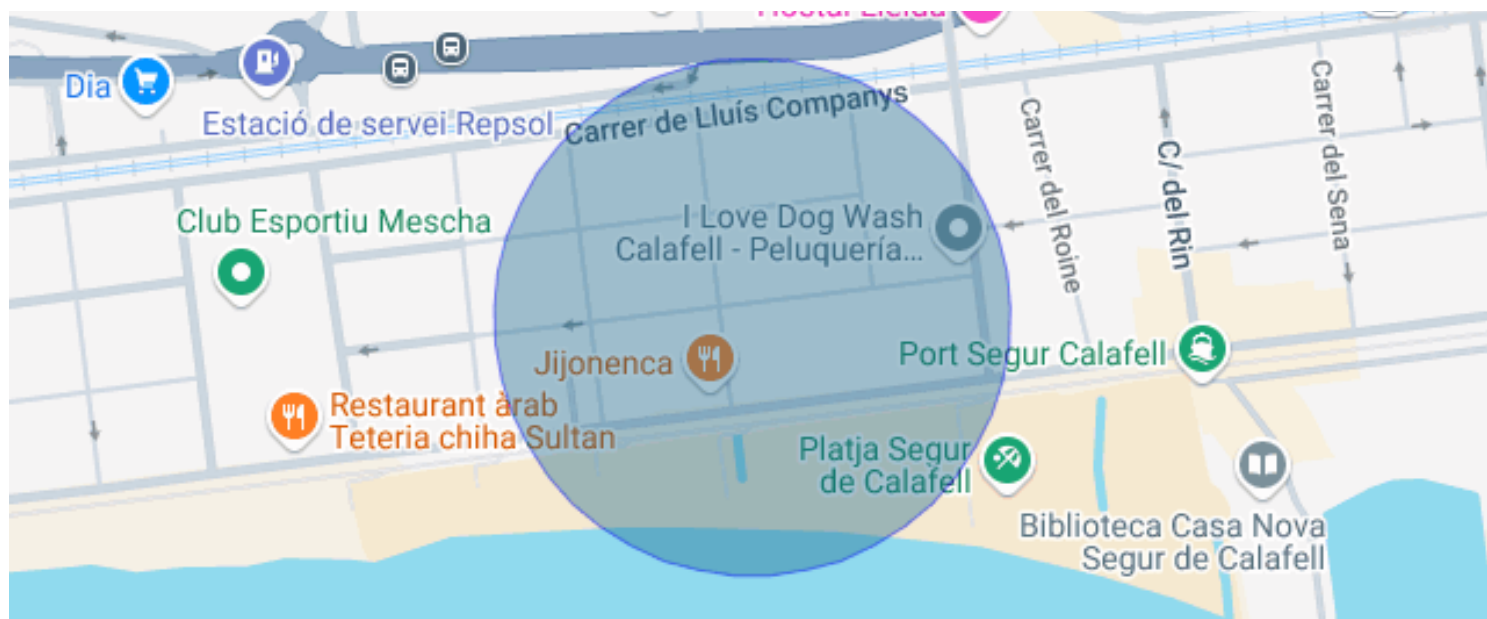 Hostal Lleida
Dia
Estació de servei Repsol
Carrer de Lluís Companys
Carrer del Roine
C/ del Rin
Carrer del Sena
Club Esportiu Mescha
I Love Dog Wash
Calafell - Peluquería...
Jijonenca
Port Segur Calafell
Restaurant àrab
Teteria chiha Sultan
Platja Segur
de Calafell
Biblioteca Casa Nova
Segur de Calafell